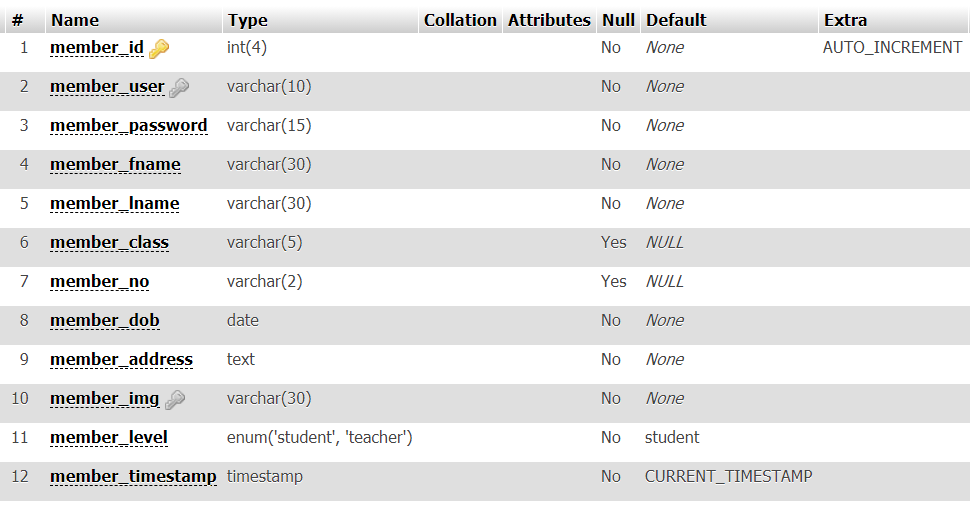 # Name Type Collation Attributes Null Default Extra
1 member_id int(4) No None AUTO_INCREMENT
2 member_user varchar(10) No None
3 member_password varchar(15) No None
4 member_fname varchar(30) No None
5 member_lname varchar(30) No None
6 member_class varchar(5) Yes NULL
7 member_no varchar(2) Yes NULL
8 member_dob date No None
9 member_address text No None
10 member_img varchar(30) No None
11 member_level enum('student', 'teacher') No student
12 member_timestamp timestamp No CURRENT_TIMESTAMP